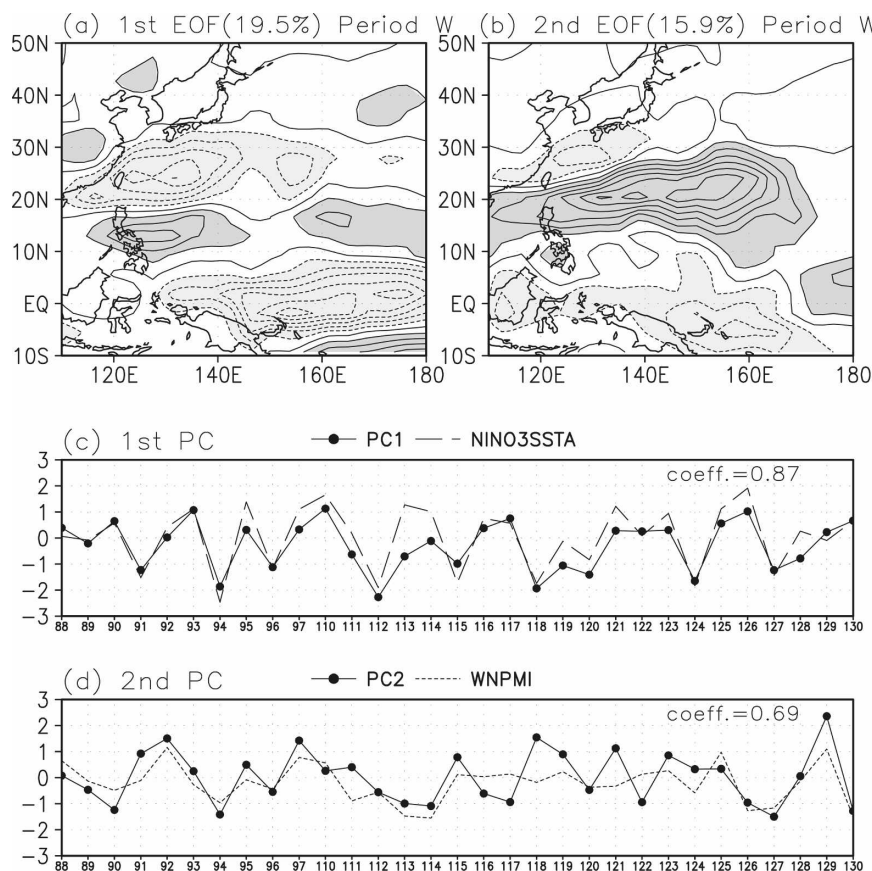 (a) 1st EOF(19.5%) Period W
(b) 2nd EOF(15.9%) Period W
50N
40N
30N
20N
10N
EQ
10S
120E 140E 160E 180
50N
40N
30N
20N
10N
EQ
10S
120E 140E 160E 180
(c) 1st PC
PC1 NINO3SSTA
coeff.=0.87
3
2
1
0
−1
−2
−3
88 89 90 91 92 93 94 95 96 97 110 111 112 113 114 115 116 117 118 119 120 121 122 123 124 125 126 127 128 129 130
(d) 2nd PC
PC2 WNPMI
coeff.=0.69
3
2
1
0
−1
−2
−3
88 89 90 91 92 93 94 95 96 97 110 111 112 113 114 115 116 117 118 119 120 121 122 123 124 125 126 127 128 129 130